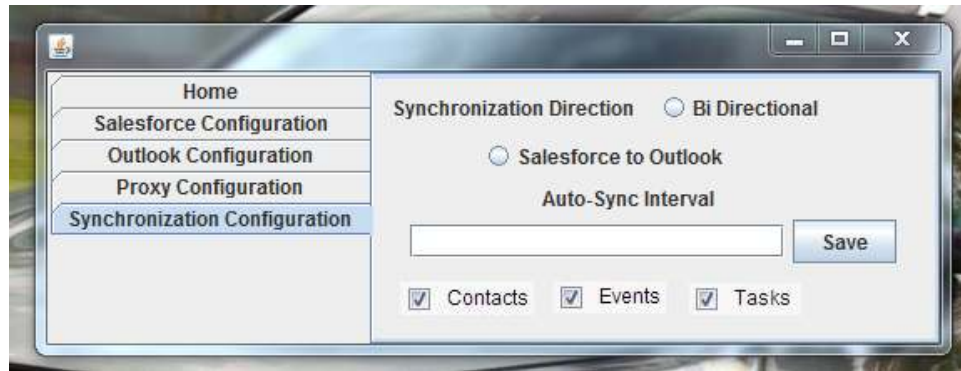 Home
Salesforce Configuration
Outlook Configuration
Proxy Configuration
Synchronization Configuration
Synchronization Direction Bi Directional
Salesforce to Outlook
Auto-Sync Interval
Save
Contacts Events Tasks